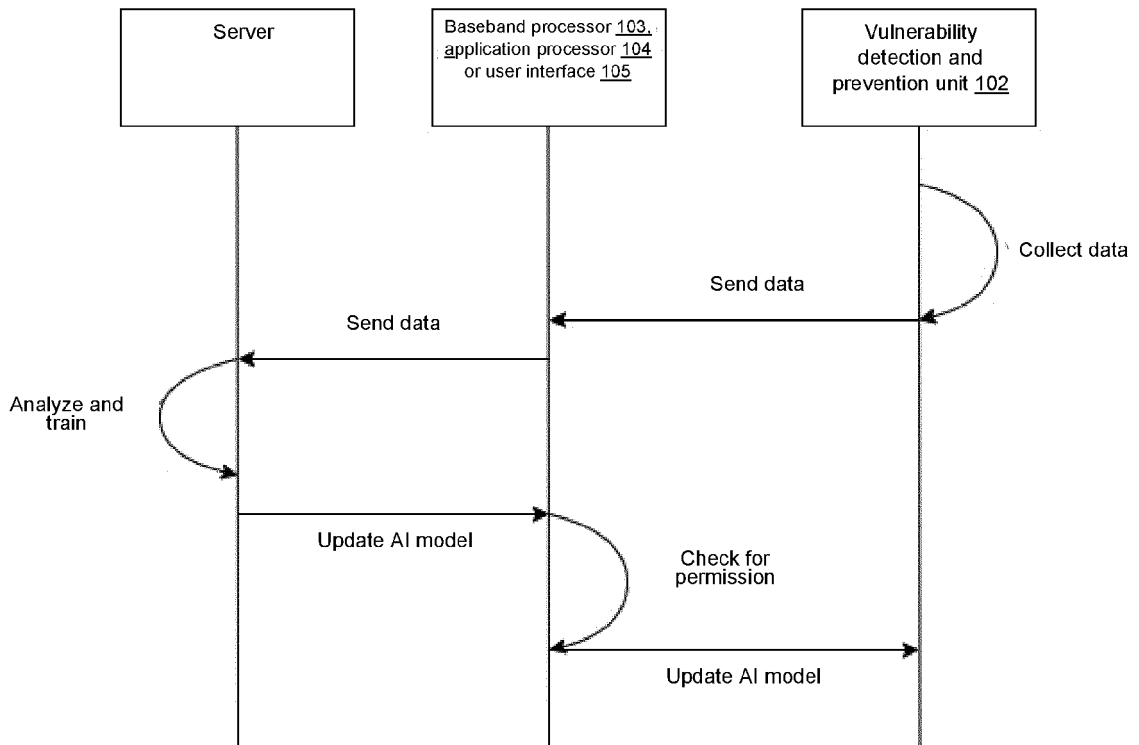 Server
Baseband processor 103,
application processor 104
or user interface 105
Vulnerability
detection and
prevention unit 102
Collect data
Send data
Send data
Analyze and
train
Update AI model
Check for
permission
Update AI model